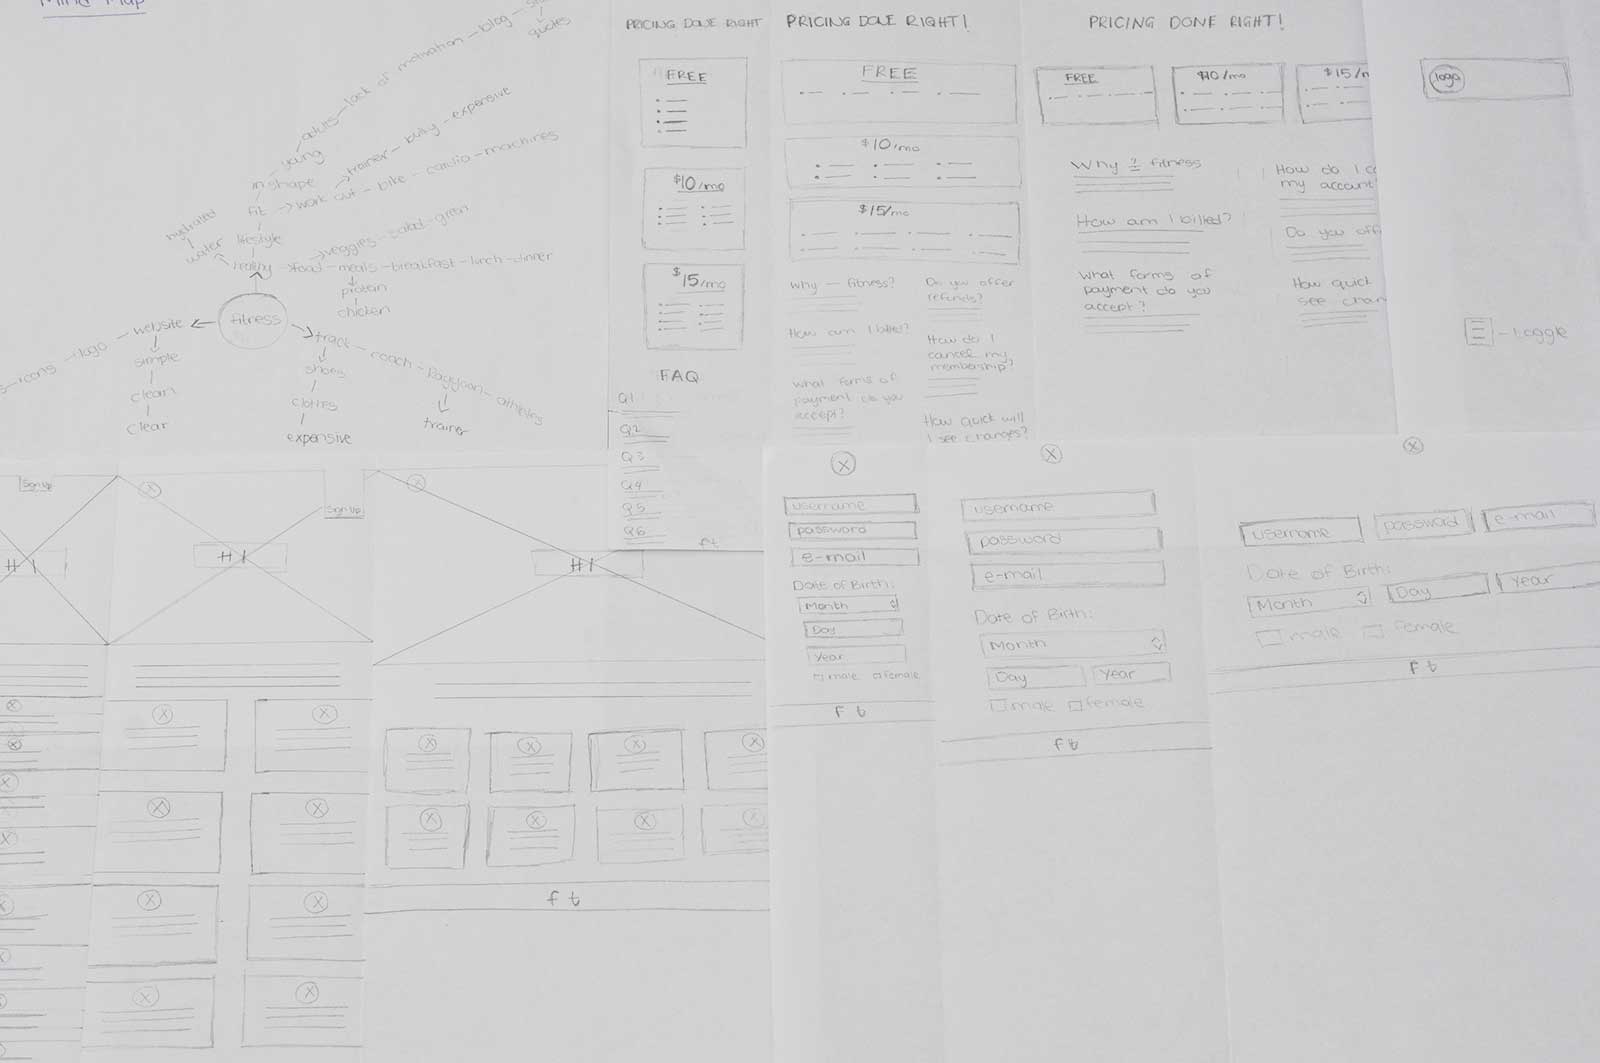 Mind Map
quotes
young - adults - lack of motivation - blog
in shape
trainer - bulky - expensive
fit -> work out - bike - cardio - machines
hydrated
water
lifestyle
veggies - salad - green
healthy
food - meals - breakfast - lunch - dinner
protein
chicken
fitness
website - logo - icons
simple
clean
clear
track - coach
athletes
trainer
shoes
clothes
expensive
PRICING DONE RIGHT
FREE
$10/mo
$15/mo
FAQ
Q1
Q2
Q3
Q4
Q5
Q6
f t
PRICING DONE RIGHT!
FREE
$10/mo
$15/mo
Why — fitness?
How am I billed?
What forms of
payment do you
accept?
Do you offer
refunds?
How do I
cancel my
membership?
How quick will
I see changes?
PRICING DONE RIGHT!
FREE
$10/mo
$15/m
Why ? fitness
How am I billed?
What forms of
payment do you
accept?
How do I c
my account
Do you off
How quick
see chan
logo
- toggle
Sign up
H1
X
Sign up
H1
X
H1
f t
X
username
password
e-mail
Date of Birth:
Month
Day
Year
male female
f t
X
username
password
e-mail
Date of Birth:
Month
Day Year
male female
f t
X
username password e-mail
Date of Birth:
Month Day Year
male female
f t